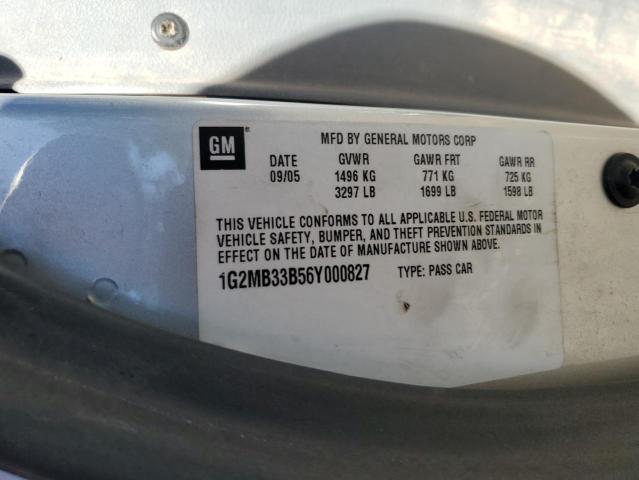 GM®
MFD BY GENERAL MOTORS CORP
DATE GVWR GAWR FRT GAWR RR
09/05 1496 KG 771 KG 725 KG
3297 LB 1699 LB 1598 LB
THIS VEHICLE CONFORMS TO ALL APPLICABLE U.S. FEDERAL MOTOR
VEHICLE SAFETY, BUMPER, AND THEFT PREVENTION STANDARDS IN
EFFECT ON THE DATE OF MANUFACTURE SHOWN ABOVE.
1G2MB33B56Y000827 TYPE: PASS CAR